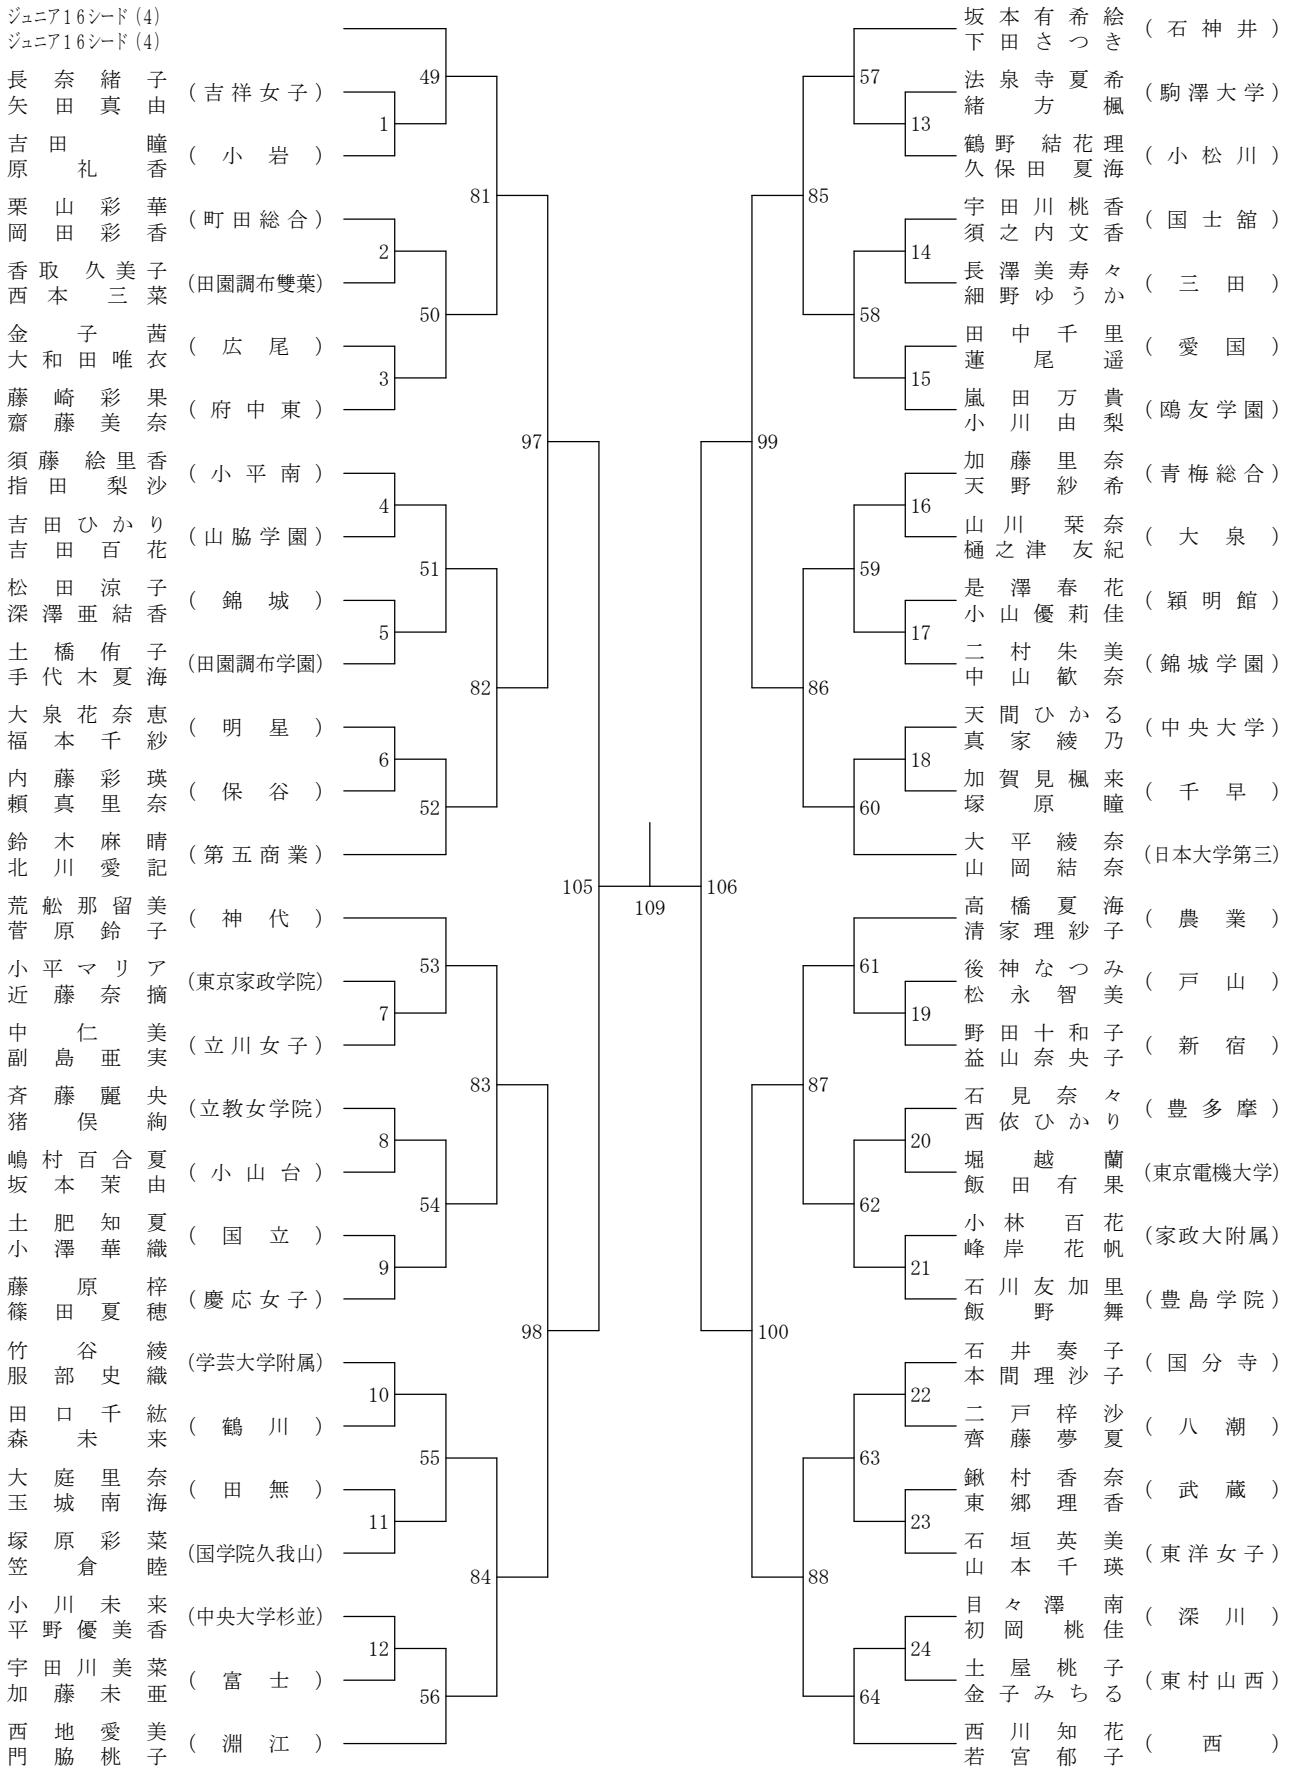 ジュニア16シード (4)
ジュニア16シード (4)
49
長奈緒子
矢田真由
(吉祥女子)
1
吉田瞳
原礼香
(小岩)
81
栗山彩華
岡田彩香
(町田総合)
2
香取久美子
西本三菜
(田園調布雙葉)
50
金子茜
大和田唯衣
(広尾)
3
藤崎彩果
齋藤美奈
(府中東)
97
須藤絵里香
指田梨沙
(小平南)
4
吉田ひかり
吉田百花
(山脇学園)
51
松田涼子
深澤亜結香
(錦城)
5
土橋侑子
手代木夏海
(田園調布学園)
82
大泉花奈恵
福本千紗
(明星)
6
内藤彩瑛
頼真里奈
(保谷)
52
鈴木麻晴
北川愛記
(第五商業)
105
荒舩那留美
菅原鈴子
(神代)
53
小平マリア
近藤奈摘
(東京家政学院)
7
中仁美
副島亜実
(立川女子)
83
斉藤麗央
猪俣絢
(立教女学院)
8
嶋村百合夏
坂本茉由
(小山台)
54
土肥知夏
小澤華織
(国立)
9
藤原梓
篠田夏穂
(慶応女子)
98
竹谷綾
服部史織
(学芸大学附属)
10
田口千紘
森未来
(鶴川)
55
大庭里奈
玉城南海
(田無)
11
塚原彩菜
笠倉睦
(国学院久我山)
84
小川未来
平野優美香
(中央大学杉並)
12
宇田川美菜
加藤未亜
(富士)
56
西地愛美
門脇桃子
(淵江)
109
106
坂本有希絵
下田さつき
(石神井)
57
法泉寺夏希
緒方楓
(駒澤大学)
13
鶴野結花理
久保田夏海
(小松川)
85
宇田川桃香
須之内文香
(国士舘)
14
長澤美寿々
細野ゆうか
(三田)
58
田中千里
蓮尾遥
(愛国)
15
嵐田万貴
小川由梨
(鴎友学園)
99
加藤里奈
天野紗希
(青梅総合)
16
山川栞奈
樋之津友紀
(大泉)
59
是澤春花
小山優莉佳
(穎明館)
17
二村朱美
中山歓奈
(錦城学園)
86
天間ひかる
真家綾乃
(中央大学)
18
加賀見楓来
塚原瞳
(千早)
60
大平綾奈
山岡結奈
(日本大学第三)
高橋夏海
清家理紗子
(農業)
61
後神なつみ
松永智美
(戸山)
19
野田十和子
益山奈央子
(新宿)
87
石見奈々
西依ひかり
(豊多摩)
20
堀越蘭
飯田有果
(東京電機大学)
62
小林百花
峰岸花帆
(家政大附属)
21
石川友加里
飯野舞
(豊島学院)
100
石井奏子
本間理沙子
(国分寺)
22
二戸梓沙
齊藤夢夏
(八潮)
63
鍬村香奈
東郷理香
(武蔵)
23
石垣英美
山本千瑛
(東洋女子)
88
目々澤南
初岡桃佳
(深川)
24
土屋桃子
金子みちる
(東村山西)
64
西川知花
若宮郁子
(西)